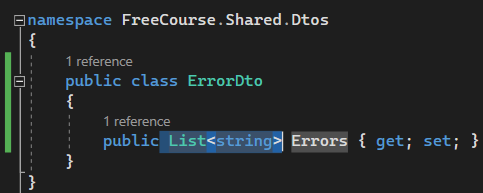 namespace FreeCourse.Shared.Dtos
{
1 reference
public class ErrorDto
{
1 reference
public List<string> Errors { get; set; }
}
}